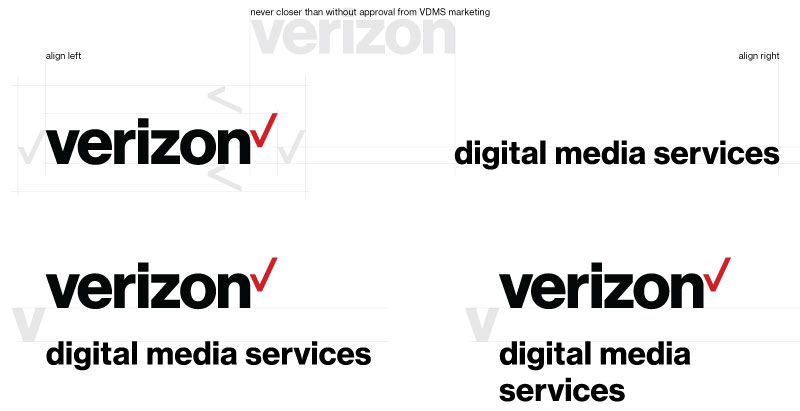 never closer than without approval from VDMS marketing
verizon
align left
align right
verizon
digital media services
verizon
digital media services
verizon
digital media
services
v
v